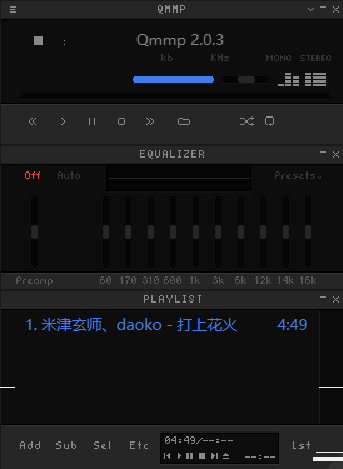 QMMP
Qmmp 2.0.3
:
kb KHz MONO STEREO
EQUALIZER
Off Auto Presets
Preamp 60 170 310 600 1k 3k 6k 12k 14k 16k
PLAYLIST
1. 米津玄师、daoko - 打上花火 4:49
04:49/--:--
Add Sub Sel Etc --:-- Lst